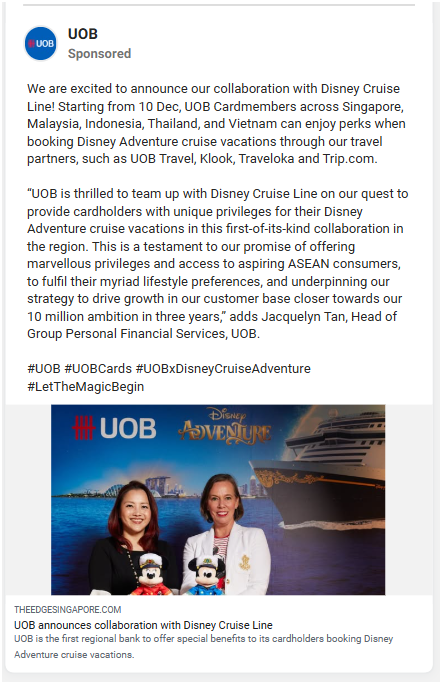 UOB
UOB
Sponsored
We are excited to announce our collaboration with Disney Cruise
Line! Starting from 10 Dec, UOB Cardmembers across Singapore,
Malaysia, Indonesia, Thailand, and Vietnam can enjoy perks when
booking Disney Adventure cruise vacations through our travel
partners, such as UOB Travel, Klook, Traveloka and Trip.com.
“UOB is thrilled to team up with Disney Cruise Line on our quest to
provide cardholders with unique privileges for their Disney
Adventure cruise vacations in this first-of-its-kind collaboration in
the region. This is a testament to our promise of offering
marvellous privileges and access to aspiring ASEAN consumers,
to fulfil their myriad lifestyle preferences, and underpinning our
strategy to drive growth in our customer base closer towards our
10 million ambition in three years,” adds Jacquelyn Tan, Head of
Group Personal Financial Services, UOB.
#UOB #UOBCards #UOBxDisneyCruiseAdventure
#LetTheMagicBegin
UOB
Disney
ADVENTURE
THEEDGESINGAPORE.COM
UOB announces collaboration with Disney Cruise Line
UOB is the first regional bank to offer special benefits to its cardholders booking Disney
Adventure cruise vacations.